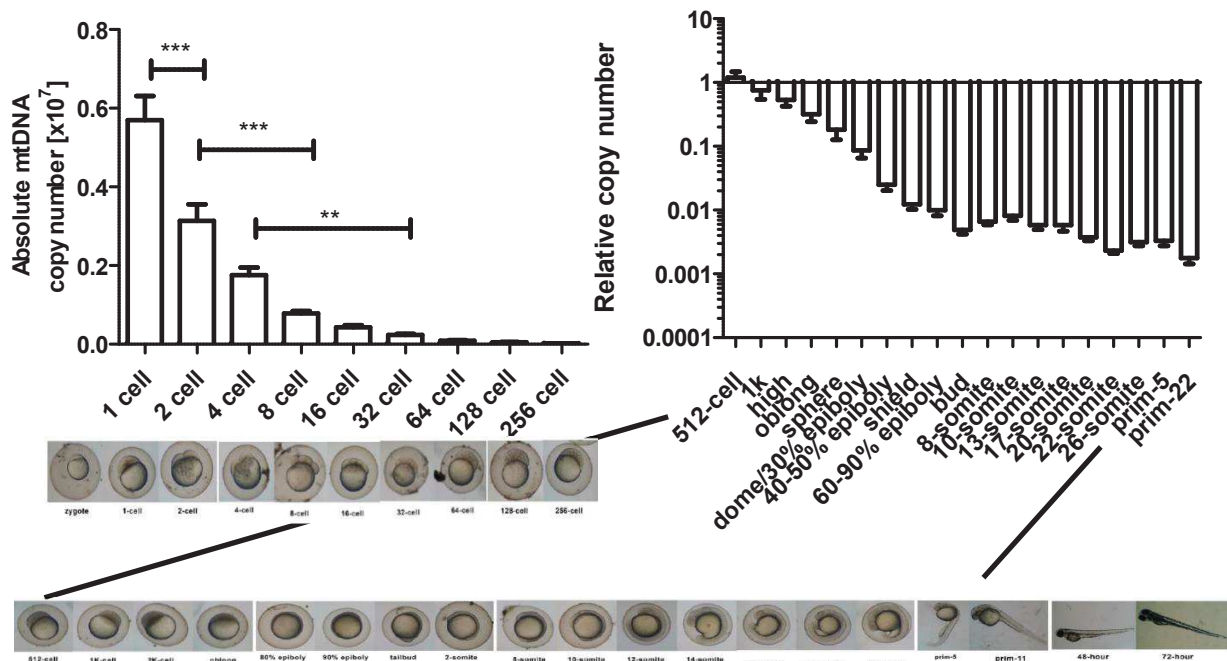 Absolute mtDNA
copy number [x10⁷]
0.8
0.6
0.4
0.2
0.0
***
***
**
1 cell
2 cell
4 cell
8 cell
16 cell
32 cell
64 cell
128 cell
256 cell
Relative copy number
10
1
0.1
0.01
0.001
0.0001
512-cell
1k
high
oblong
sphere
dome/30% epiboly
40-50% epiboly
shield
60-90% epiboly
bud
8-somite
10-somite
13-somite
17-somite
20-somite
22-somite
26-somite
prim-5
prim-22
zygote
1-cell
2-cell
4-cell
8-cell
16-cell
32-cell
64-cell
128-cell
256-cell
512-cell
1K-cell
2K-cell
oblong
80% epiboly
90% epiboly
tailbud
2-somite
8-somite
10-somite
12-somite
14-somite
prim-5
prim-11
48-hour
72-hour